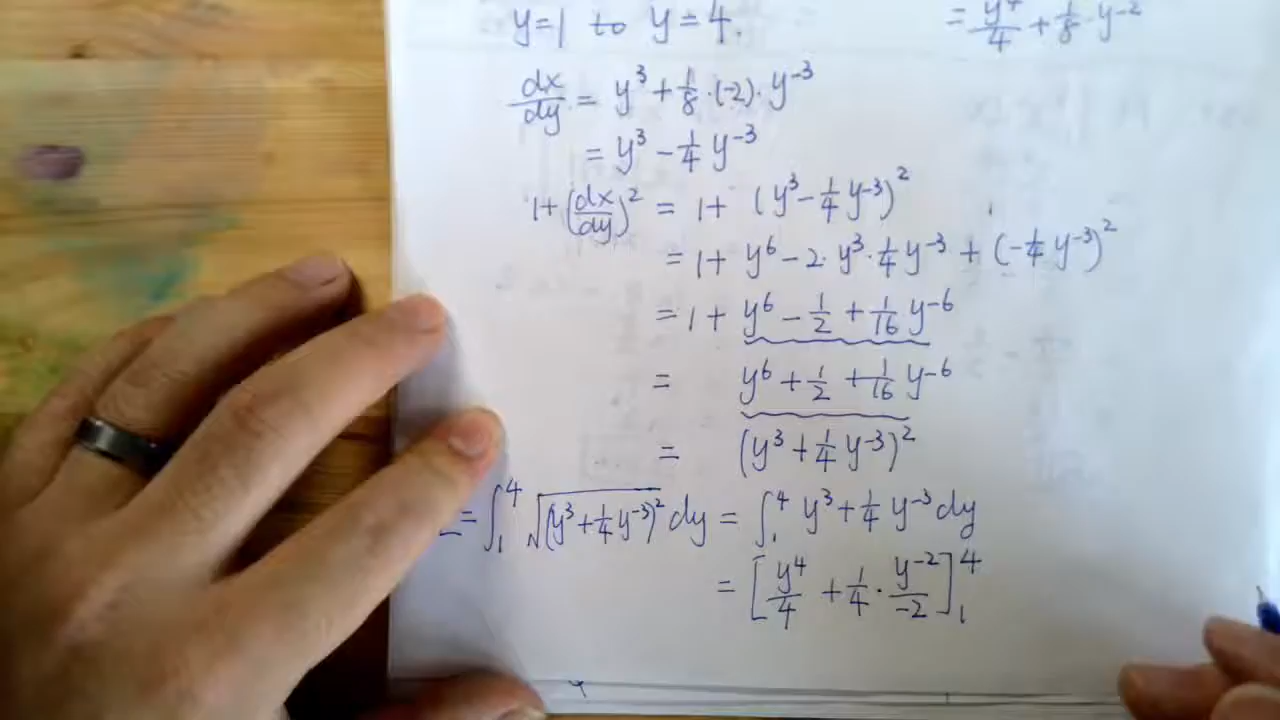 y=1 to y=4.
= y⁴/4 + 1/8 · y⁻²
dx/dy = y³ + 1/8 · (-2) · y⁻³
= y³ - 1/4 y⁻³
1 + (dx/dy)² = 1 + (y³ - 1/4 y⁻³)²
= 1 + y⁶ - 2 · y³ · 1/4 y⁻³ + (-1/4 y⁻³)²
= 1 + y⁶ - 1/2 + 1/16 y⁻⁶
= y⁶ + 1/2 + 1/16 y⁻⁶
= (y³ + 1/4 y⁻³)²
= ∫₁⁴ √(y³ + 1/4 y⁻³)² dy = ∫₁⁴ y³ + 1/4 y⁻³ dy
= [y⁴/4 + 1/4 · y⁻²/-2]₁⁴